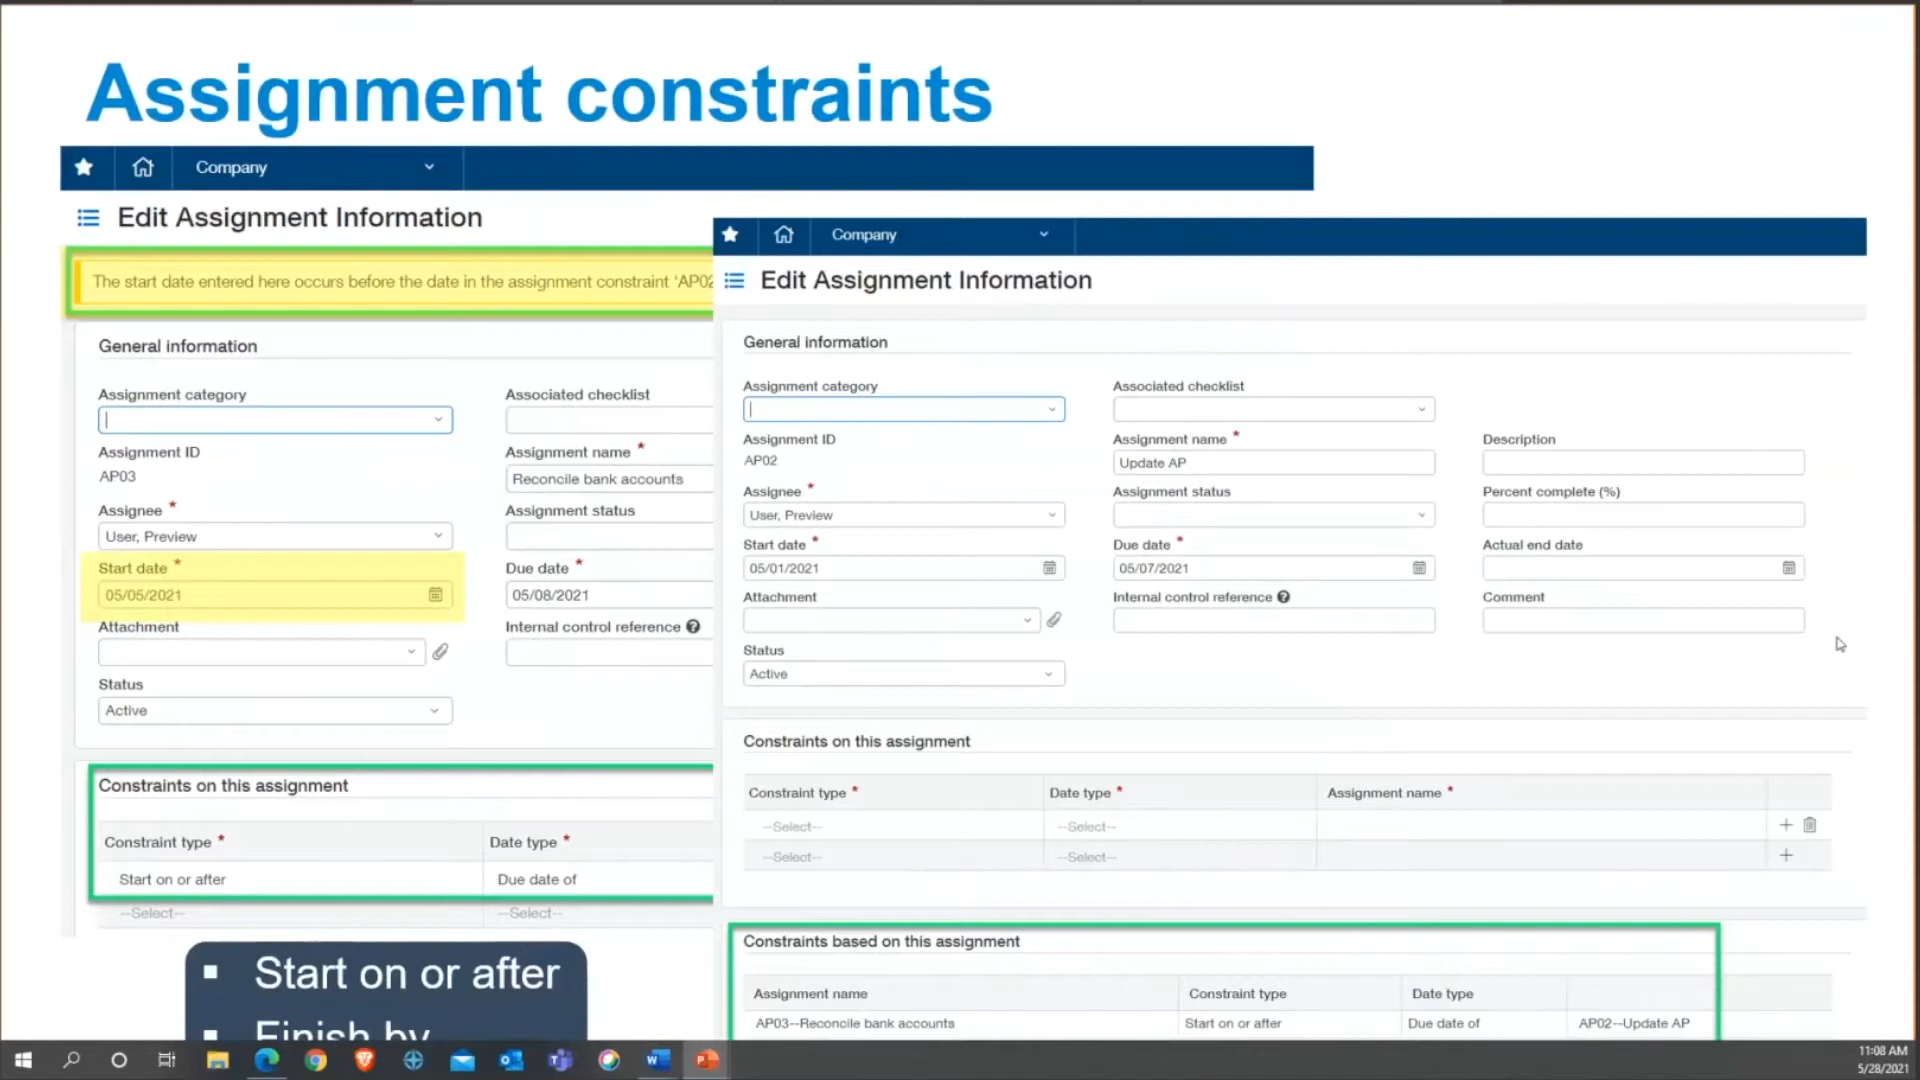 Assignment constraints
Company
Edit Assignment Information
The start date entered here occurs before the date in the assignment constraint 'AP02
General information
Assignment category
Associated checklist
Assignment ID
Assignment name *
AP03
Reconcile bank accounts
Assignee *
Assignment status
User, Preview
Start date *
Due date *
05/05/2021
05/08/2021
Attachment
Internal control reference
Status
Active
Constraints on this assignment
Constraint type *
Date type *
Start on or after
Due date of
--Select--
--Select--
▪ Start on or after
▪ Finish by
Company
Edit Assignment Information
General information
Assignment category
Associated checklist
Assignment ID
Assignment name *
Description
AP02
Update AP
Assignee *
Assignment status
Percent complete (%)
User, Preview
Start date *
Due date *
Actual end date
05/01/2021
05/07/2021
Attachment
Internal control reference
Comment
Status
Active
Constraints on this assignment
Constraint type *
Date type *
Assignment name *
--Select--
--Select--
--Select--
--Select--
Constraints based on this assignment
Assignment name
Constraint type
Date type
AP03--Reconcile bank accounts
Start on or after
Due date of
AP02--Update AP
11:08 AM
5/28/2021